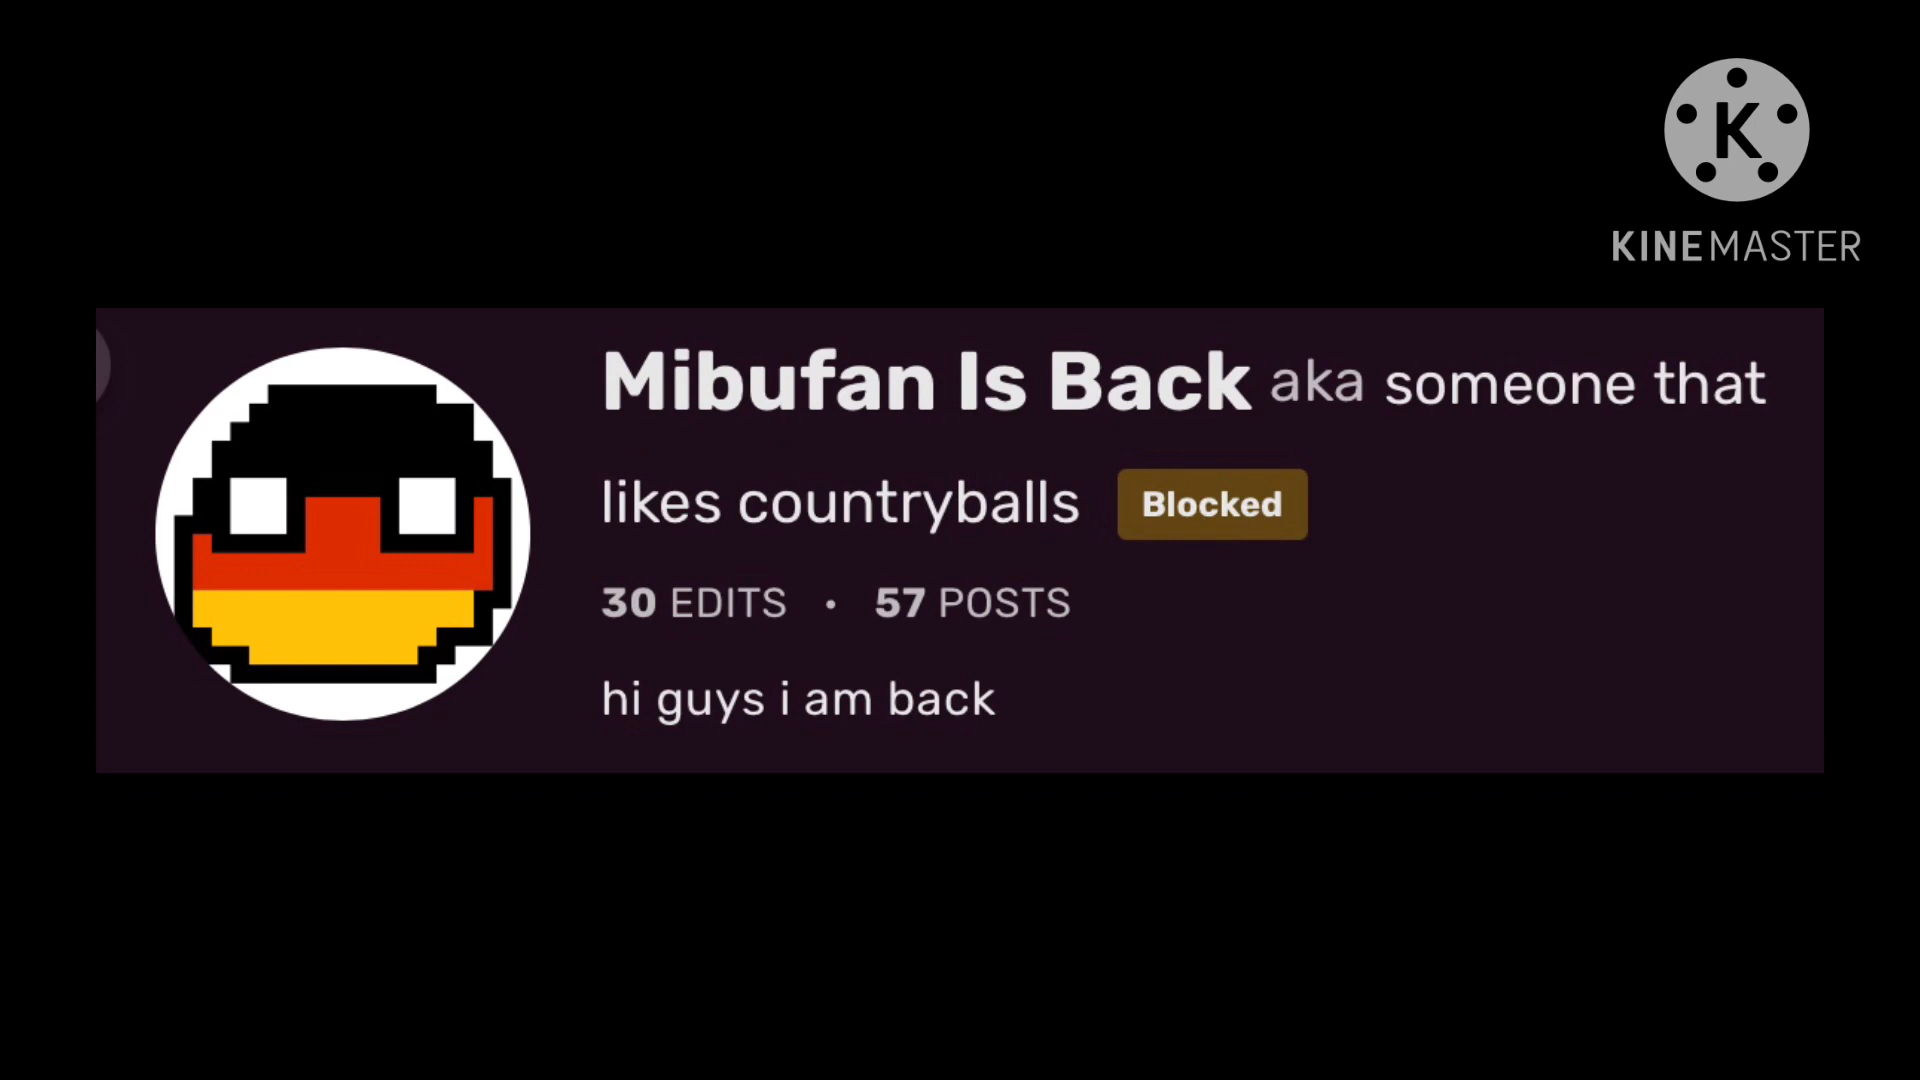 K
KINEMASTER
Mibufan Is Back aka someone that
likes countryballs Blocked
30 EDITS • 57 POSTS
hi guys i am back